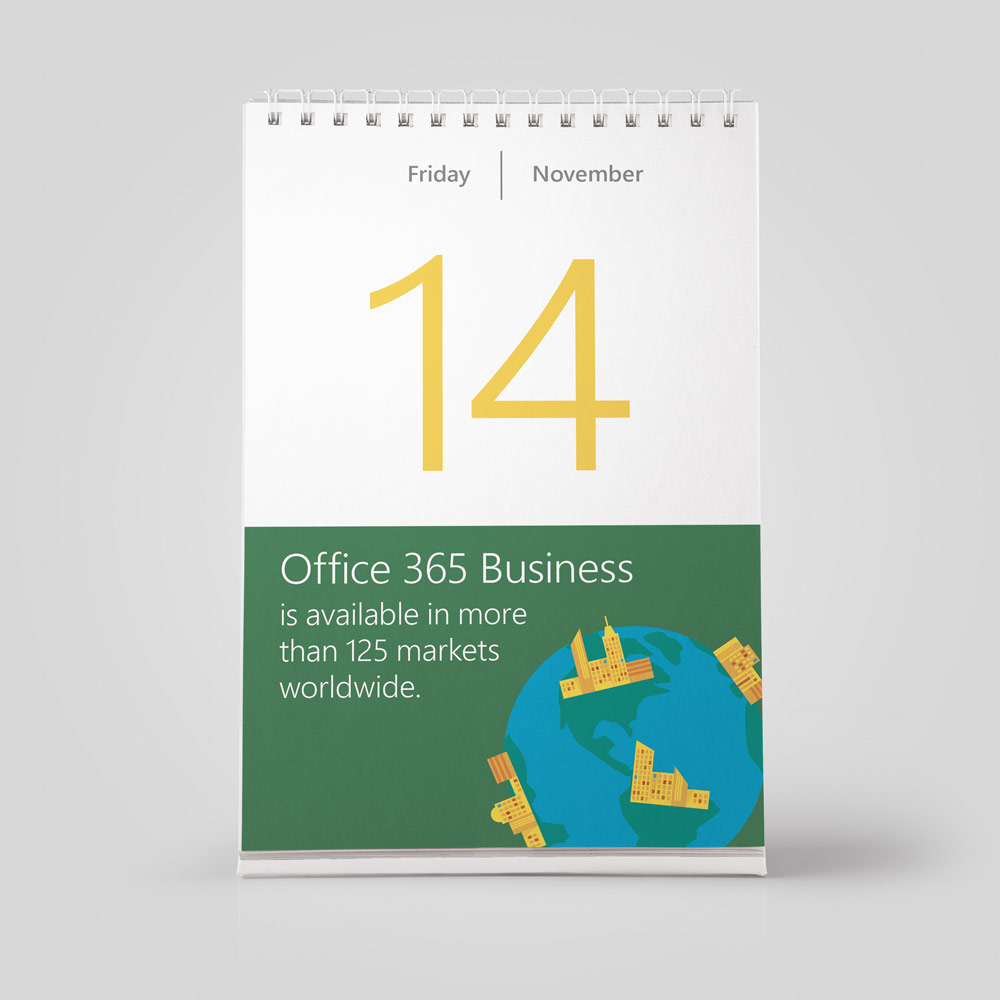 Friday | November
14
Office 365 Business
is available in more
than 125 markets
worldwide.